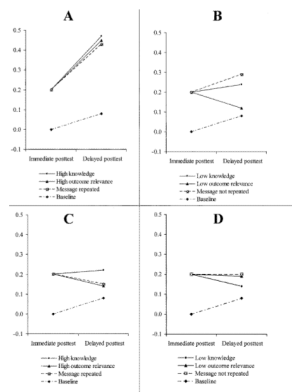 A
0.5
0.4
0.3
0.2
0.1
0.0
-0.1
Immediate posttest Delayed posttest
High knowledge
High outcome relevance
Message repeated
Baseline
B
0.5
0.4
0.3
0.2
0.1
0.0
-0.1
Immediate posttest Delayed posttest
Low knowledge
Low outcome relevance
Message not repeated
Baseline
C
0.5
0.4
0.3
0.2
0.1
0.0
-0.1
Immediate posttest Delayed posttest
High knowledge
High outcome relevance
Message repeated
Baseline
D
0.5
0.4
0.3
0.2
0.1
0.0
-0.1
Immediate posttest Delayed posttest
Low knowledge
Low outcome relevance
Message not repeated
Baseline